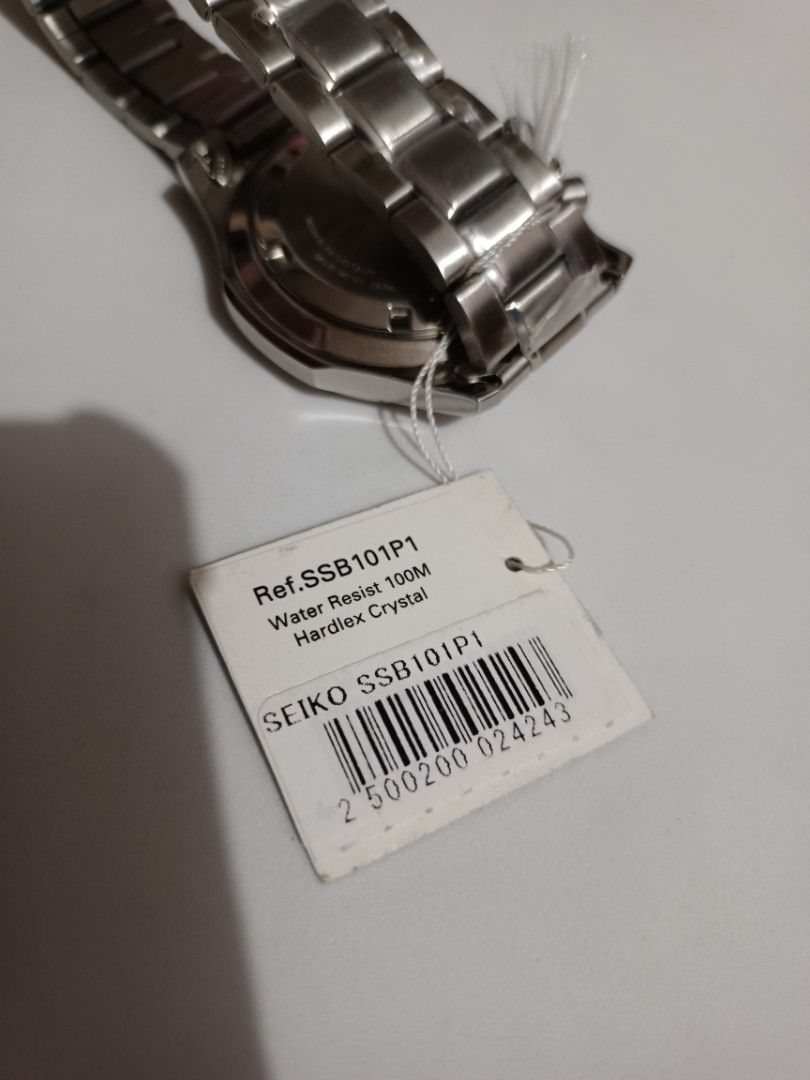 Ref.SSB101P1
Water Resist 100M
Hardlex Crystal
SEIKO SSB101P1
2 500200 024243